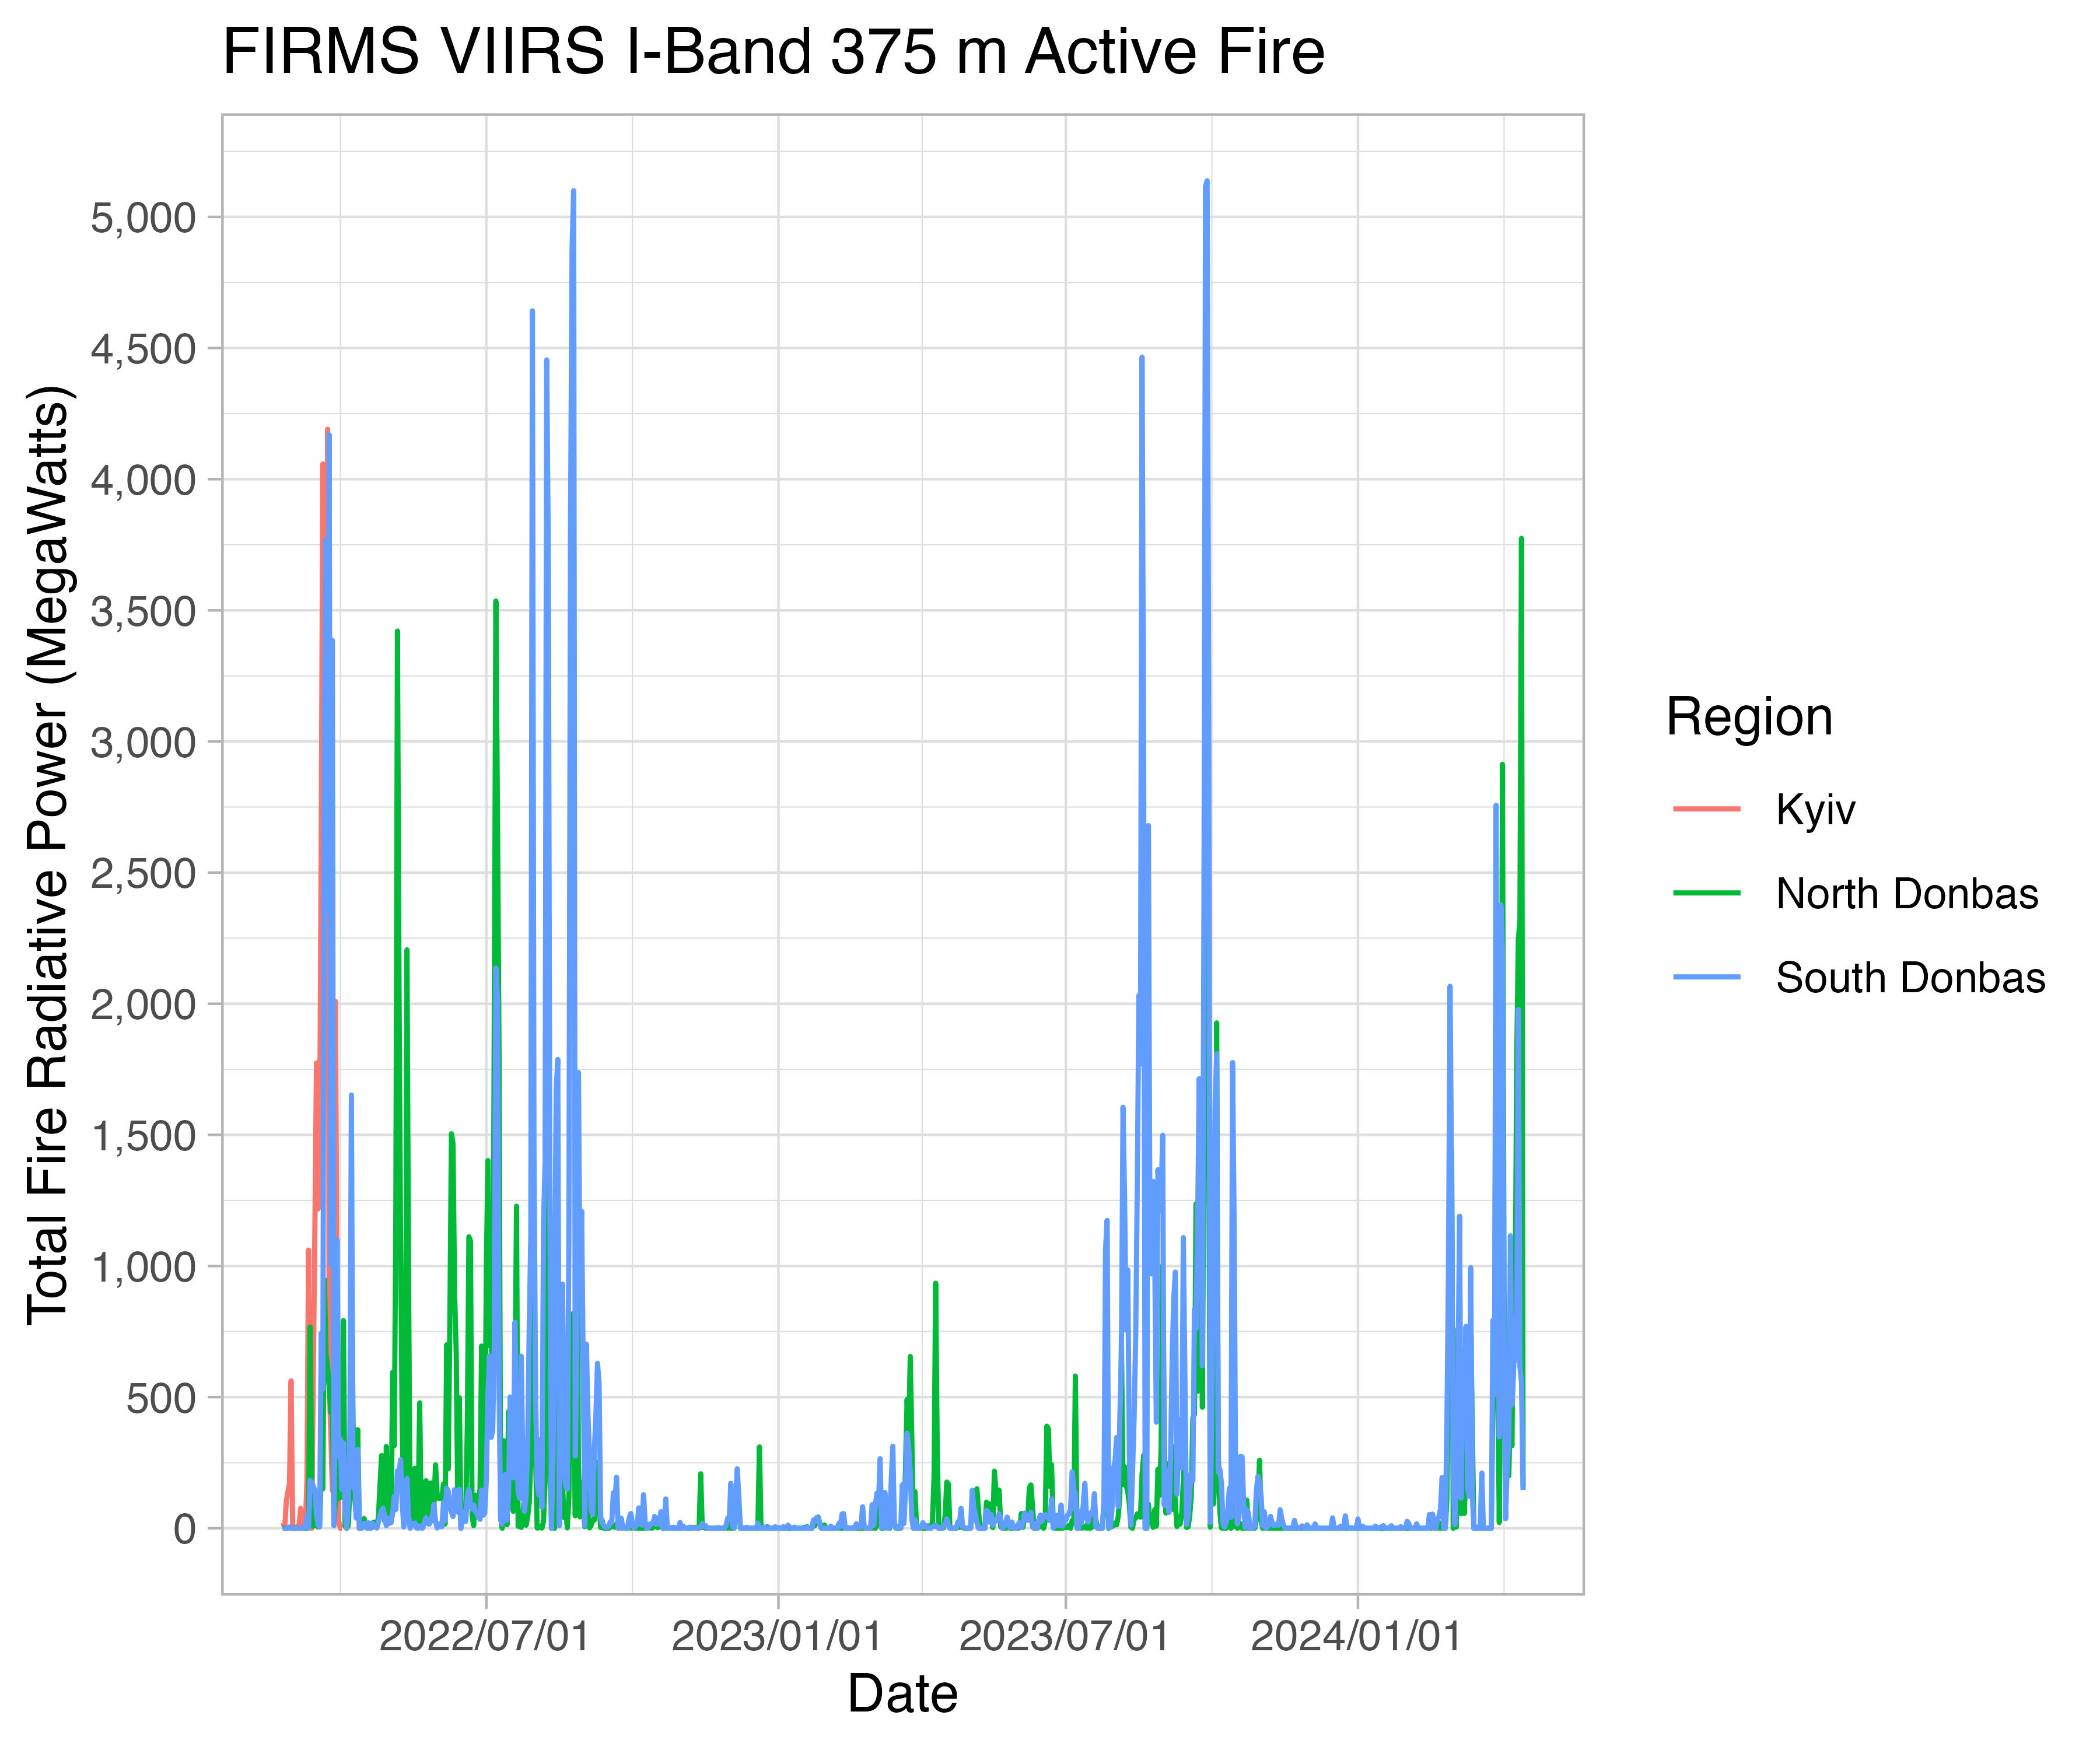 FIRMS VIIRS I-Band 375 m Active Fire
Total Fire Radiative Power (MegaWatts)
5,000
4,500
4,000
3,500
3,000
2,500
2,000
1,500
1,000
500
0
2022/07/01
2023/01/01
2023/07/01
2024/01/01
Date
Region
Kyiv
North Donbas
South Donbas